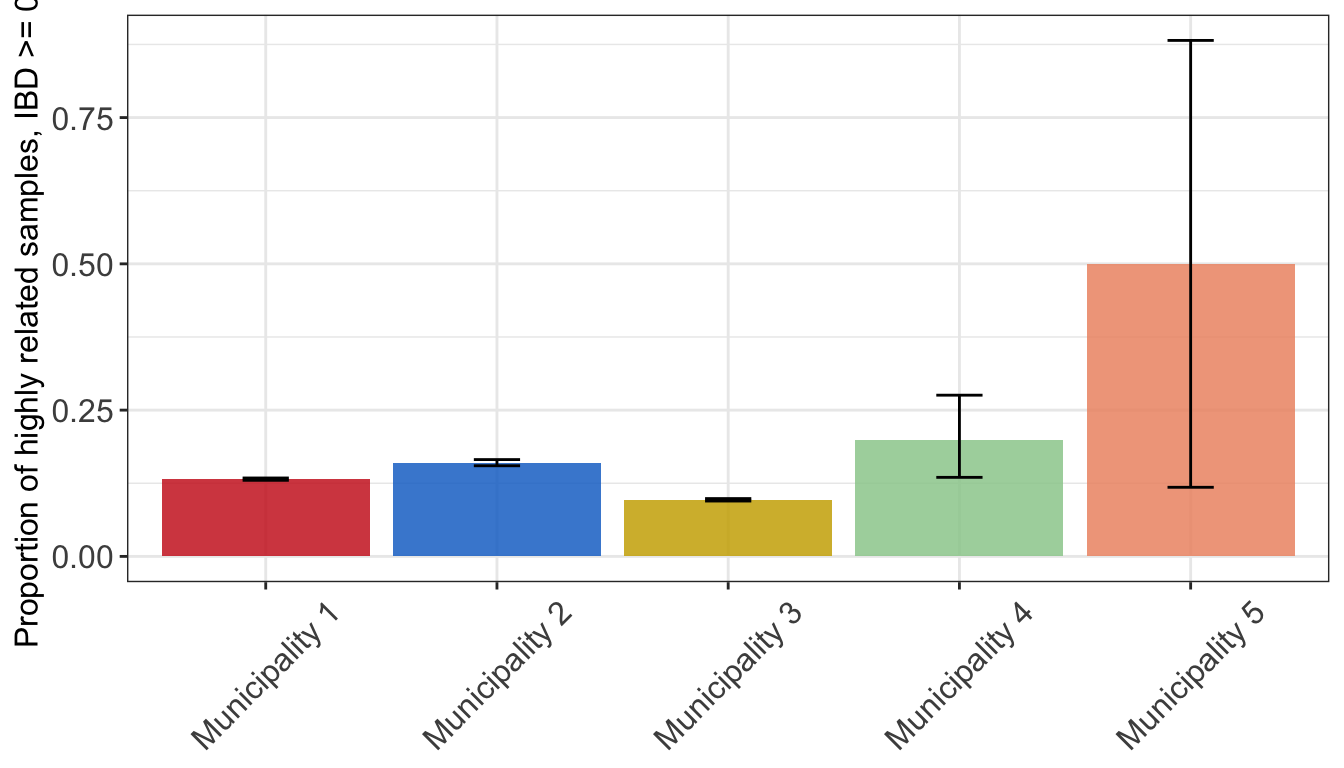 Proportion of highly related samples, IBD >= 0
0.75
0.50
0.25
0.00
Municipality 1
Municipality 2
Municipality 3
Municipality 4
Municipality 5